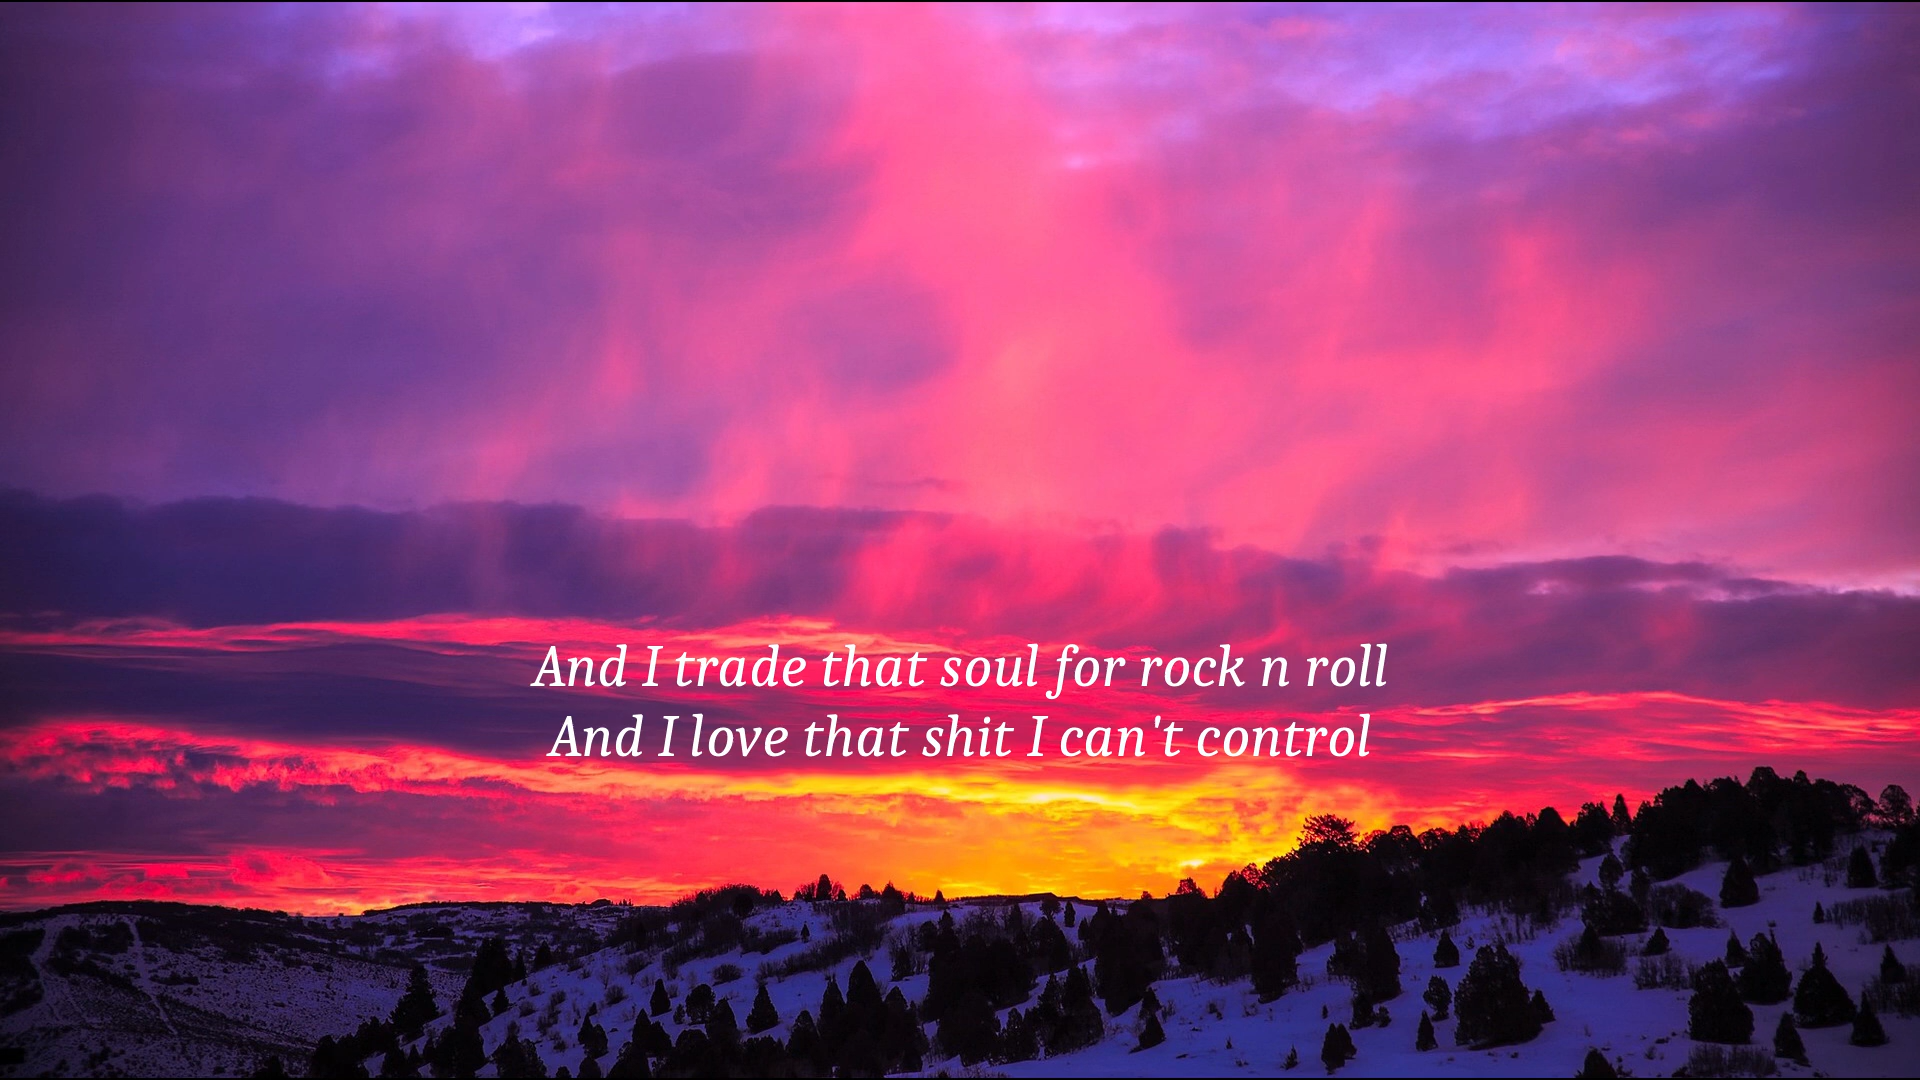 And I trade that soul for rock n roll
And I love that shit I can't control